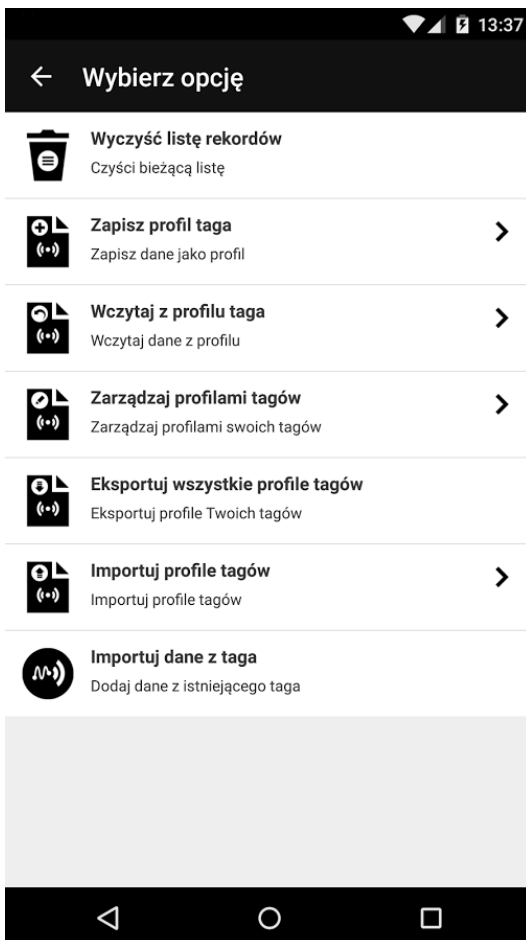 13:37
Wybierz opcję
Wyczyść listę rekordów
Czyści bieżącą listę
Zapisz profil taga
Zapisz dane jako profil
Wczytaj z profilu taga
Wczytaj dane z profilu
Zarządzaj profilami tagów
Zarządzaj profilami swoich tagów
Eksportuj wszystkie profile tagów
Eksportuj profile Twoich tagów
Importuj profile tagów
Importuj profile tagów
Importuj dane z taga
Dodaj dane z istniejącego taga